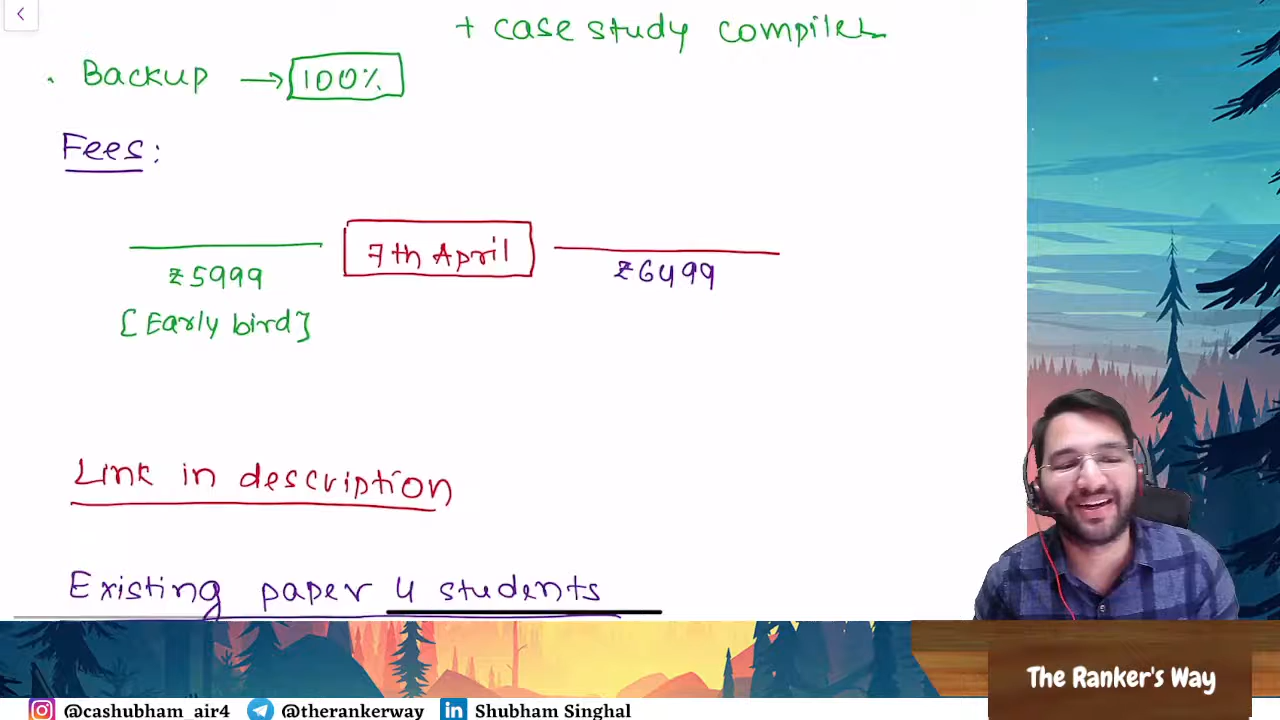 + case study compiler
. Backup → 100%
Fees:
7th April
₹5999
₹6499
[Early bird]
Link in description
Existing paper 4 students
The Ranker's Way
@cashubham_air4 @therankerway Shubham Singhal